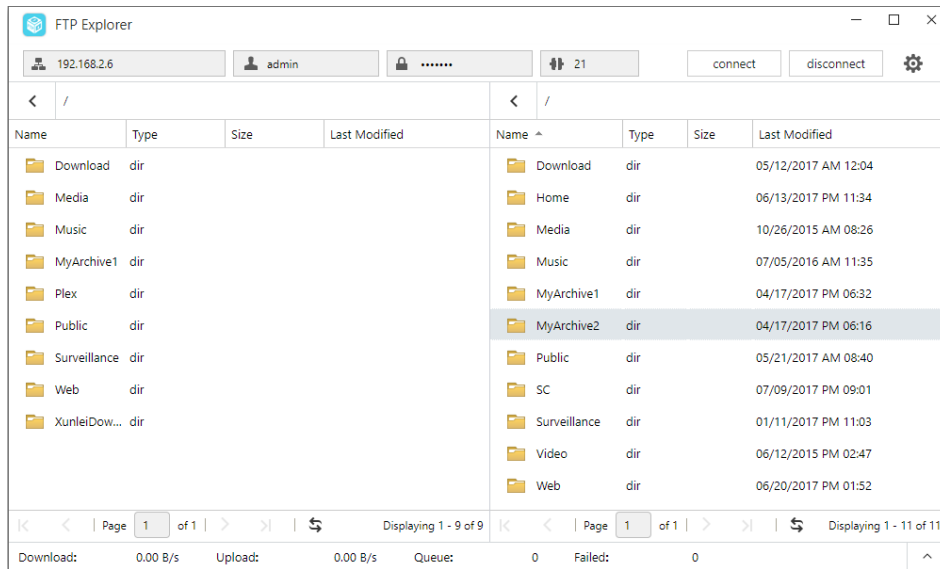 FTP Explorer
192.168.2.6 admin ••••••• 21 connect disconnect
/ /
Name Type Size Last Modified Name Type Size Last Modified
Download dir Download dir 05/12/2017 AM 12:04
Media dir Home dir 06/13/2017 PM 11:34
Music dir Media dir 10/26/2015 AM 08:26
MyArchive1 dir Music dir 07/05/2016 AM 11:35
Plex dir MyArchive1 dir 04/17/2017 PM 06:32
Public dir MyArchive2 dir 04/17/2017 PM 06:16
Surveillance dir Public dir 05/21/2017 AM 08:40
Web dir SC dir 07/09/2017 PM 09:01
XunleiDow... dir Surveillance dir 01/11/2017 PM 11:03
Video dir 06/12/2015 PM 02:47
Web dir 06/20/2017 PM 01:52
Page 1 of 1 Displaying 1 - 9 of 9 Page 1 of 1 Displaying 1 - 11 of 11
Download: 0.00 B/s Upload: 0.00 B/s Queue: 0 Failed: 0